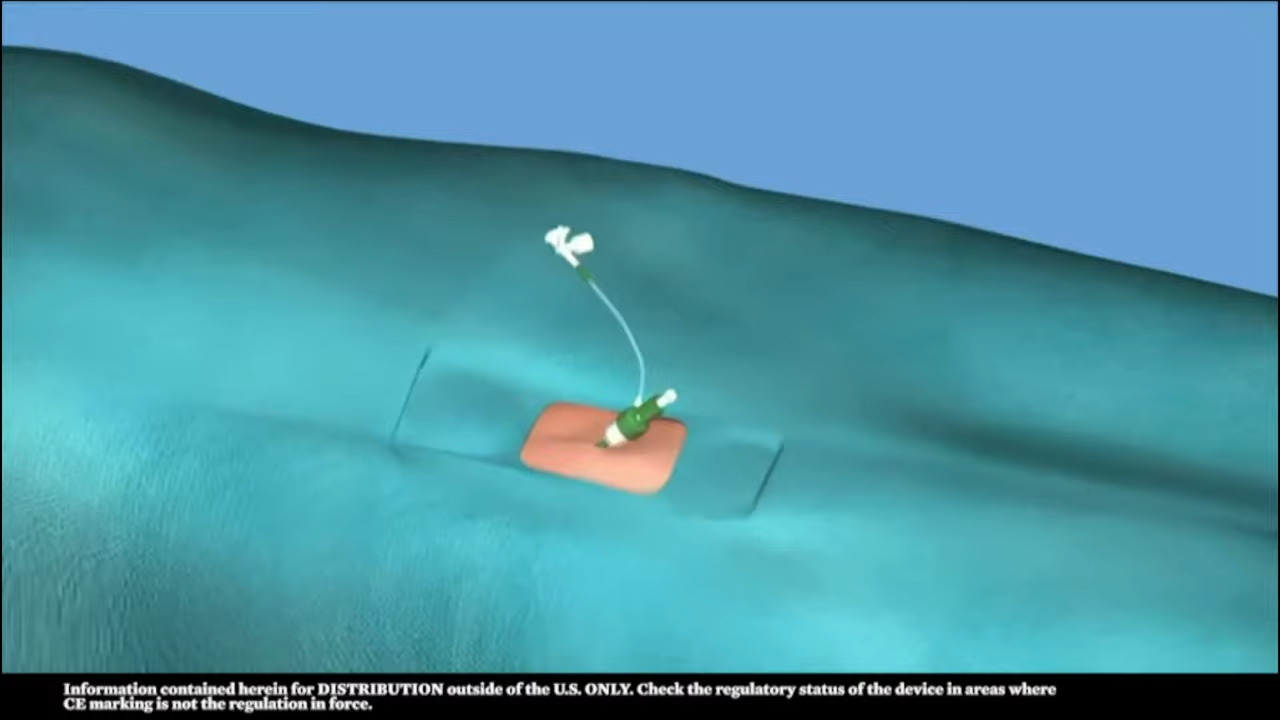 Information contained herein for DISTRIBUTION outside of the U.S. ONLY. Check the regulatory status of the device in areas where
CE marking is not the regulation in force.